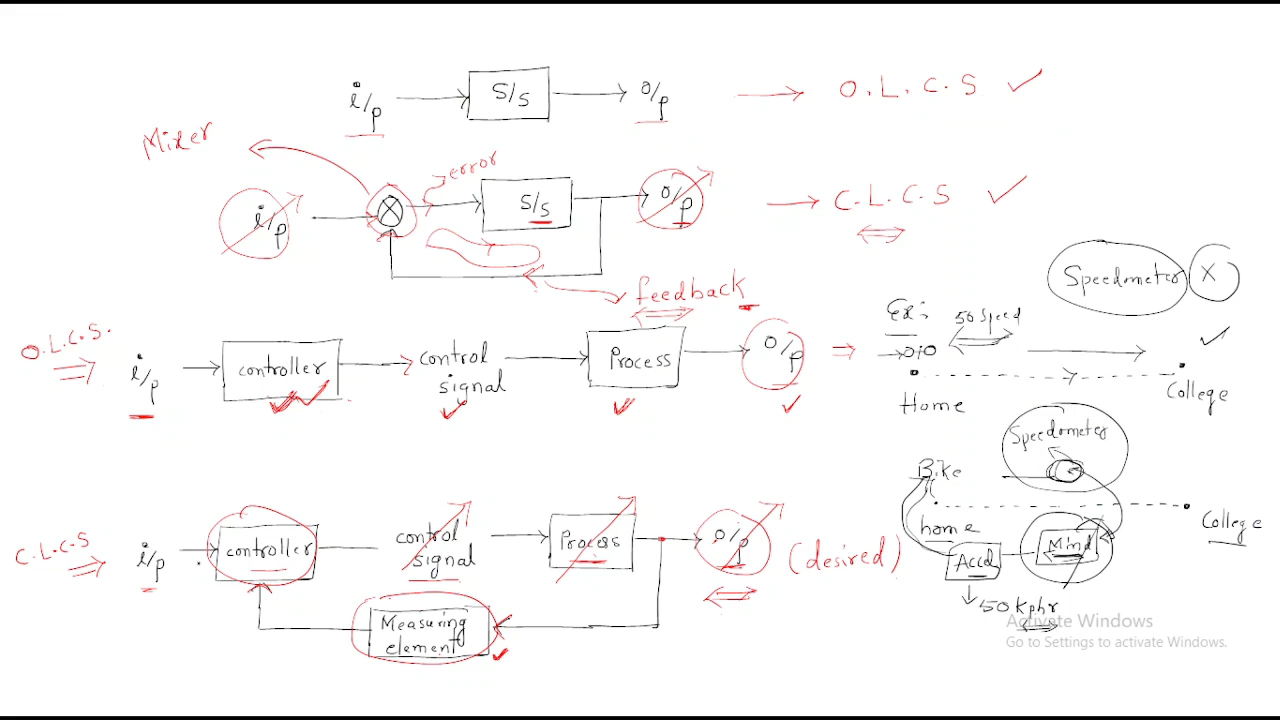 i/p S/S o/p O.L.C.S
Mixer
error
i/p S/S o/p C.L.C.S
feedback
Speedometer X
O.L.C.S. i/p controller control signal Process o/p
Ex: 50 Speed
Home College
Speedometer
Bike
home College
C.L.C.S i/p controller control signal Process o/p (desired)
Accl Mind
50 Kphr
Measuring element
Activate Windows
Go to Settings to activate Windows.